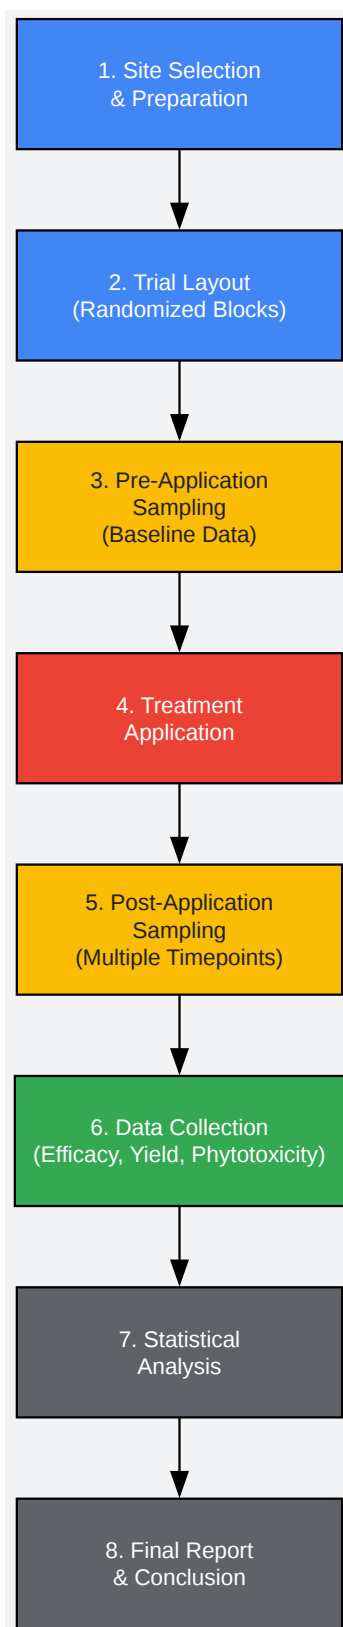 1. Site Selection
& Preparation
2. Trial Layout
(Randomized Blocks)
3. Pre-Application
Sampling
(Baseline Data)
4. Treatment
Application
5. Post-Application
Sampling
(Multiple Timepoints)
6. Data Collection
(Efficacy, Yield, Phytotoxicity)
7. Statistical
Analysis
8. Final Report
& Conclusion